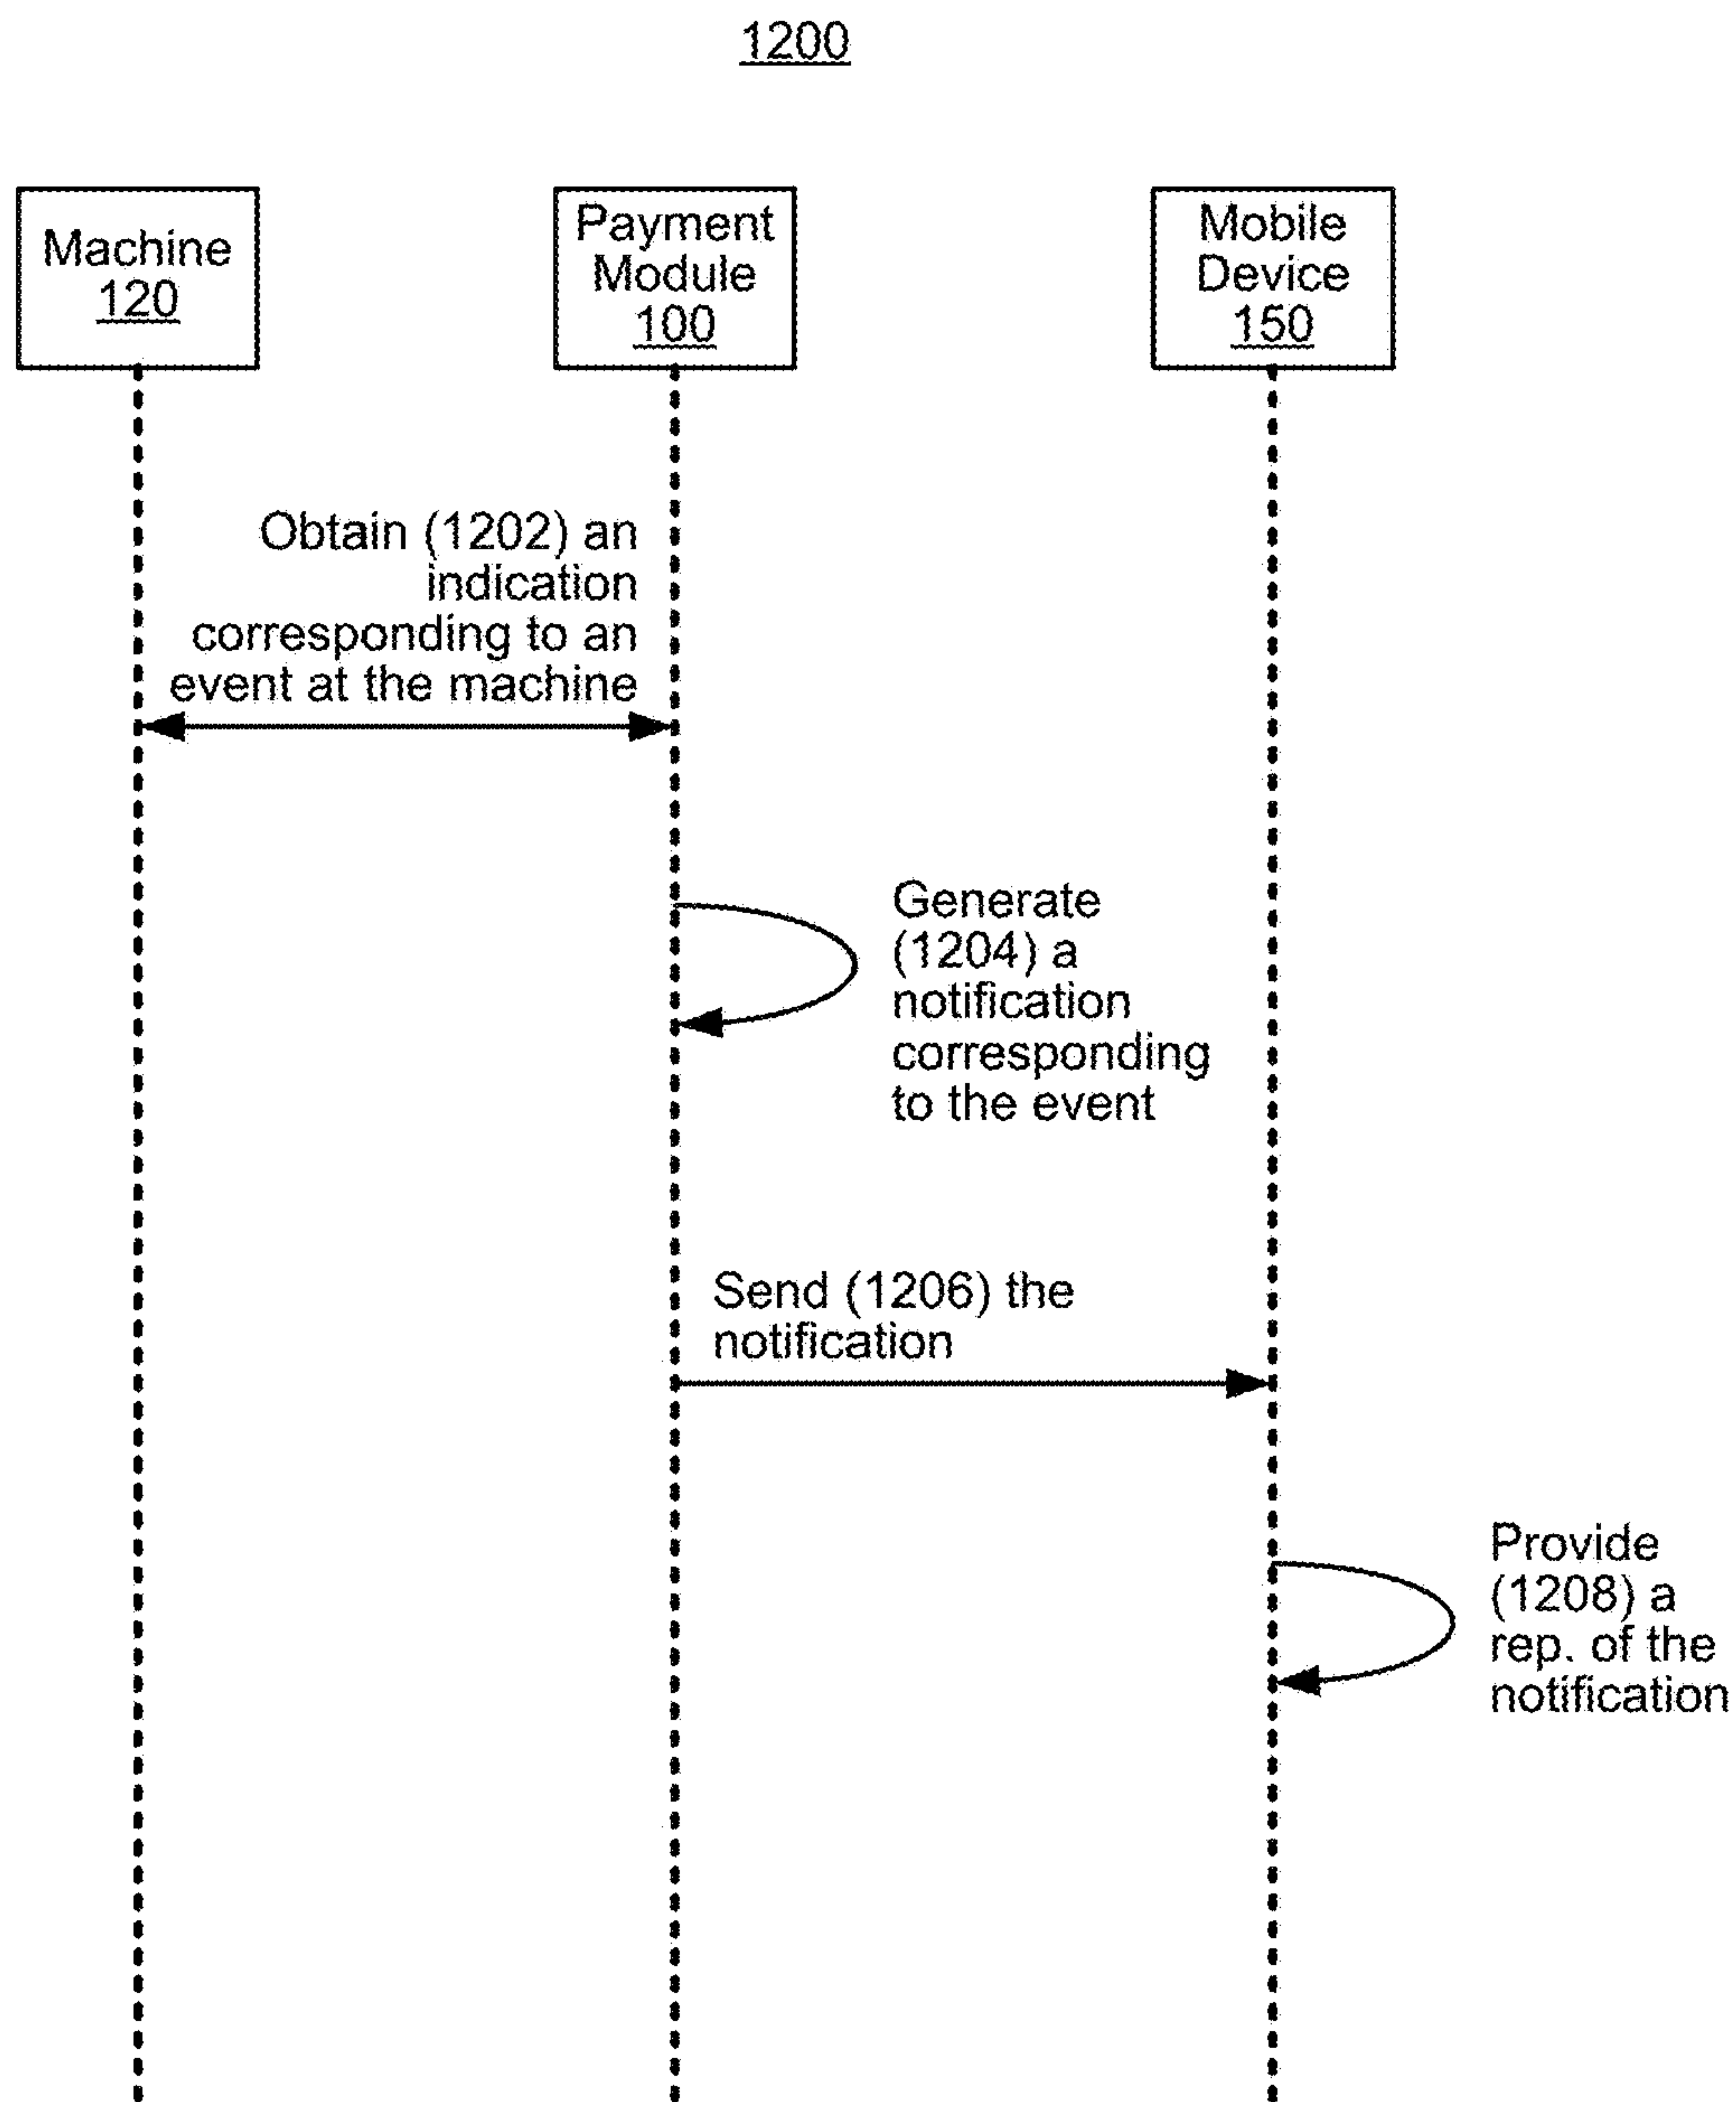 1200
Machine
120
Payment
Module
100
Mobile
Device
150
Obtain (1202) an
indication
corresponding to an
event at the machine
Generate
(1204) a
notification
corresponding
to the event
Send (1206) the
notification
Provide
(1208) a
rep. of the
notification